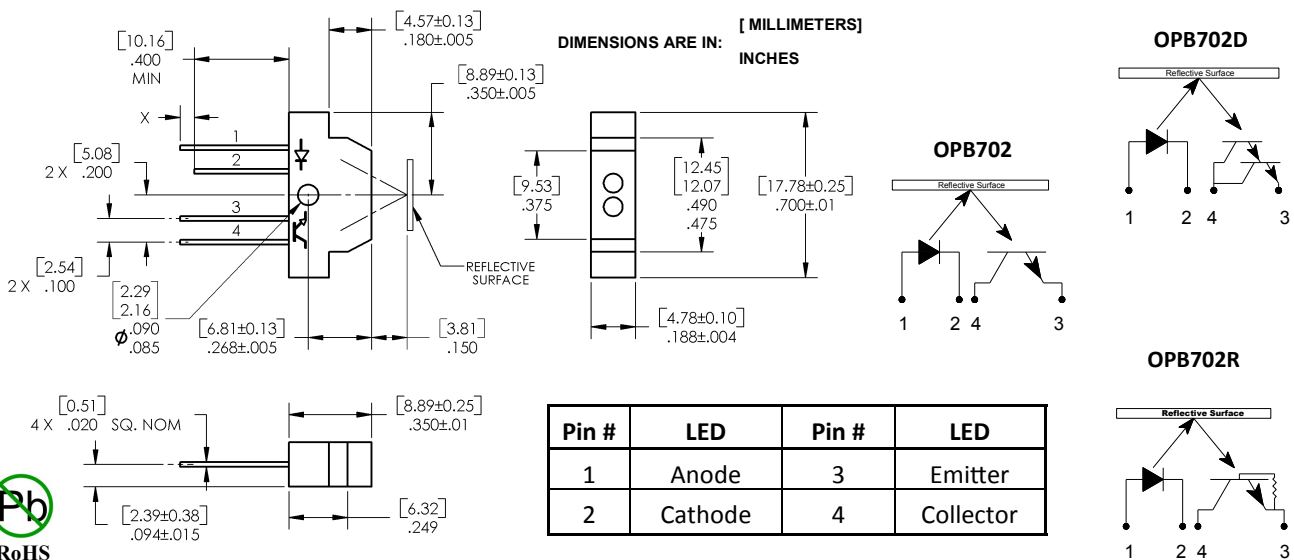 [4.57±0.13]
.180±.005
[10.16]
.400
MIN
[8.89±0.13]
.350±.005
DIMENSIONS ARE IN:
[ MILLIMETERS]
INCHES
X
1
2
3
4
2 X [5.08]
.200
[2.54]
2 X .100
[2.29]
[2.16]
.090
ø .085
[6.81±0.13]
.268±.005
REFLECTIVE
SURFACE
[3.81]
.150
[9.53]
.375
[12.45]
[12.07]
.490
.475
[17.78±0.25]
.700±.01
[4.78±0.10]
.188±.004
OPB702
Reflective Surface
1 2 4 3
OPB702D
Reflective Surface
1 2 4 3
OPB702R
Reflective Surface
1 2 4 3
[0.51]
4 X .020 SQ. NOM
[8.89±0.25]
.350±.01
[2.39±0.38]
.094±.015
[6.32]
.249
Pb
RoHS
Pin # LED Pin # LED
1 Anode 3 Emitter
2 Cathode 4 Collector